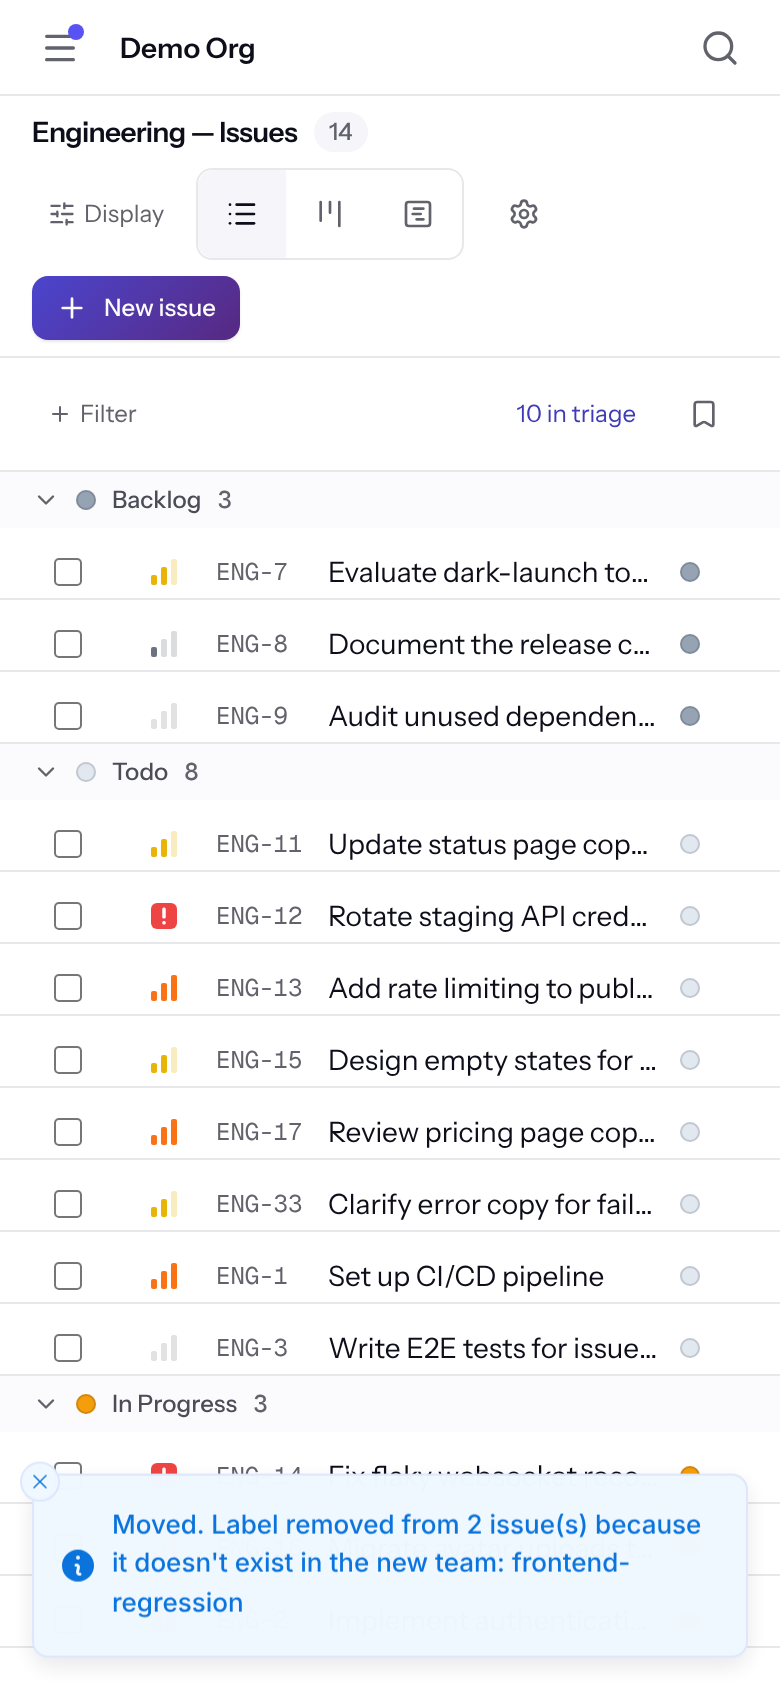 Demo Org
Engineering — Issues 14
Display
New issue
Filter
10 in triage
Backlog 3
ENG-7 Evaluate dark-launch to...
ENG-8 Document the release c...
ENG-9 Audit unused dependen...
Todo 8
ENG-11 Update status page cop...
ENG-12 Rotate staging API cred...
ENG-13 Add rate limiting to publ...
ENG-15 Design empty states for ...
ENG-17 Review pricing page cop...
ENG-33 Clarify error copy for fail...
ENG-1 Set up CI/CD pipeline
ENG-3 Write E2E tests for issue...
In Progress 3
ENG-14 Fix flaky websocket
Moved. Label removed from 2 issue(s) because
it doesn't exist in the new team: frontend-
regression